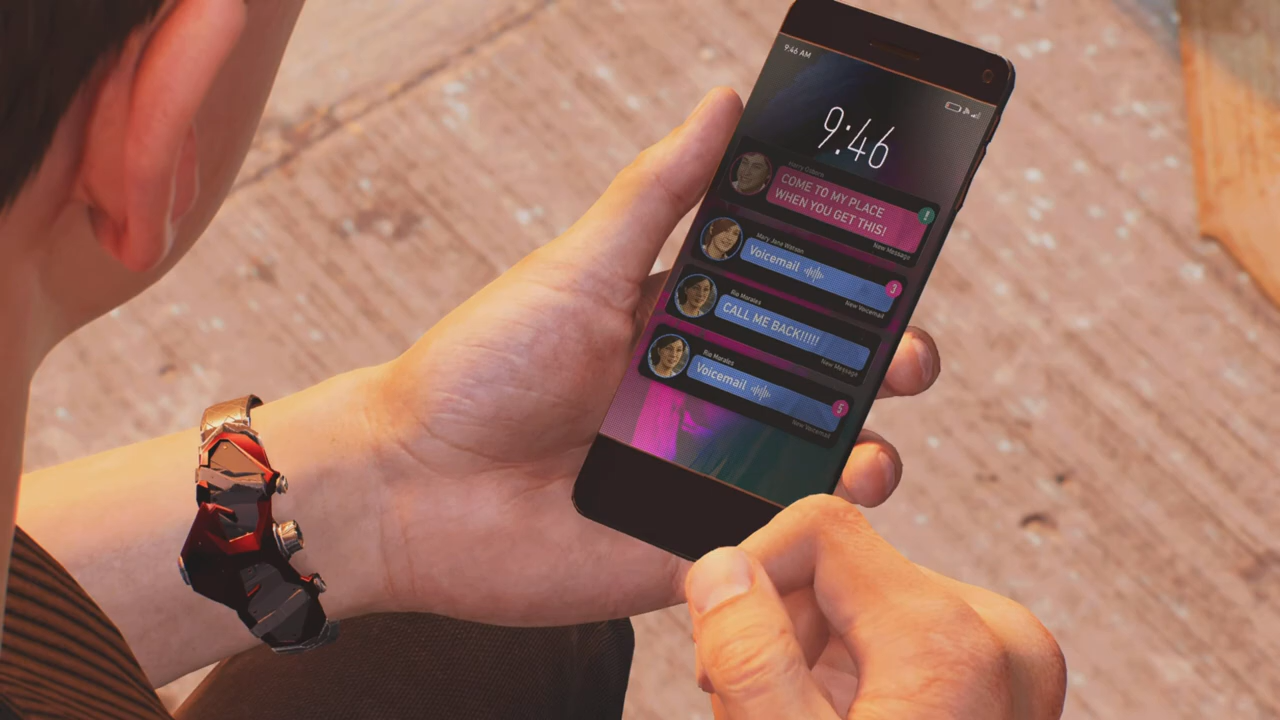 9:46 AM
9:46
Harry Osborn
COME TO MY PLACE
WHEN YOU GET THIS!
!
New Message
Mary Jane Watson
Voicemail
3
New Voicemail
Rio Morales
CALL ME BACK!!!!!
New Message
Rio Morales
Voicemail
5
New Voicemail